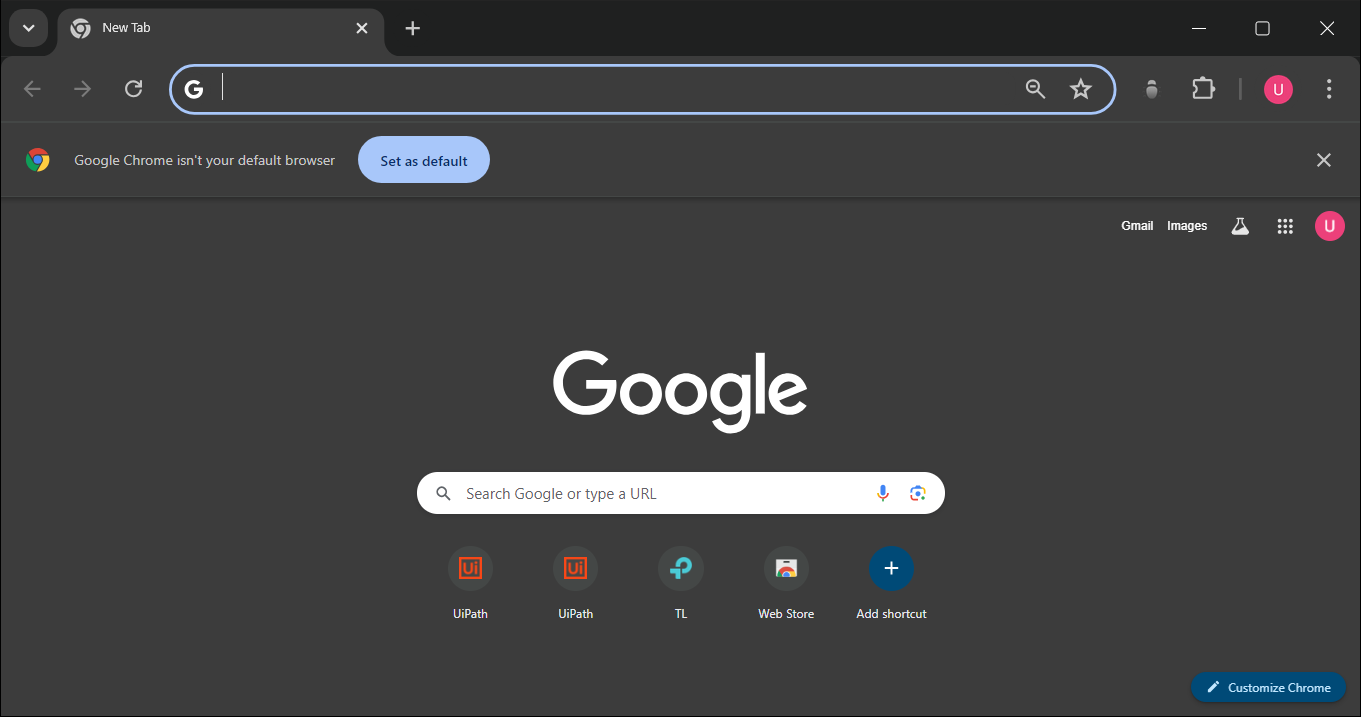 New Tab
Google Chrome isn't your default browser
Set as default
Gmail
Images
U
U
Google
Search Google or type a URL
Ui
Ui
UiPath
UiPath
TL
Web Store
Add shortcut
Customize Chrome